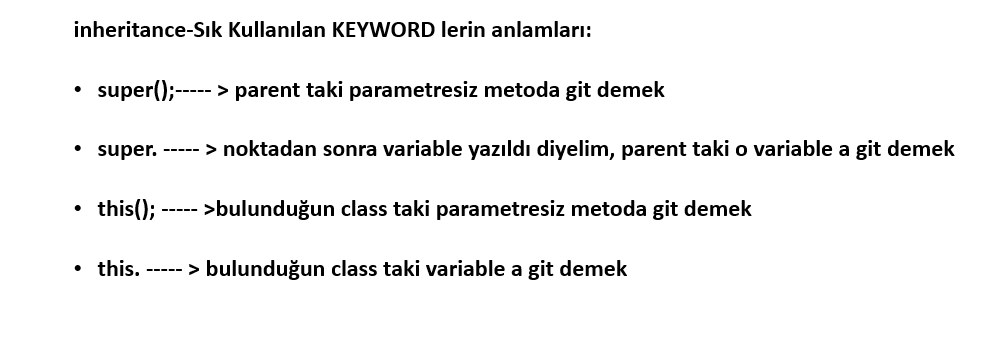 inheritance-Sık Kullanılan KEYWORD lerin anlamları:
• super();----- > parent taki parametresiz metoda git demek
• super. ----- > noktadan sonra variable yazıldı diyelim, parent taki o variable a git demek
• this(); ----- >bulunduğun class taki parametresiz metoda git demek
• this. ----- > bulunduğun class taki variable a git demek